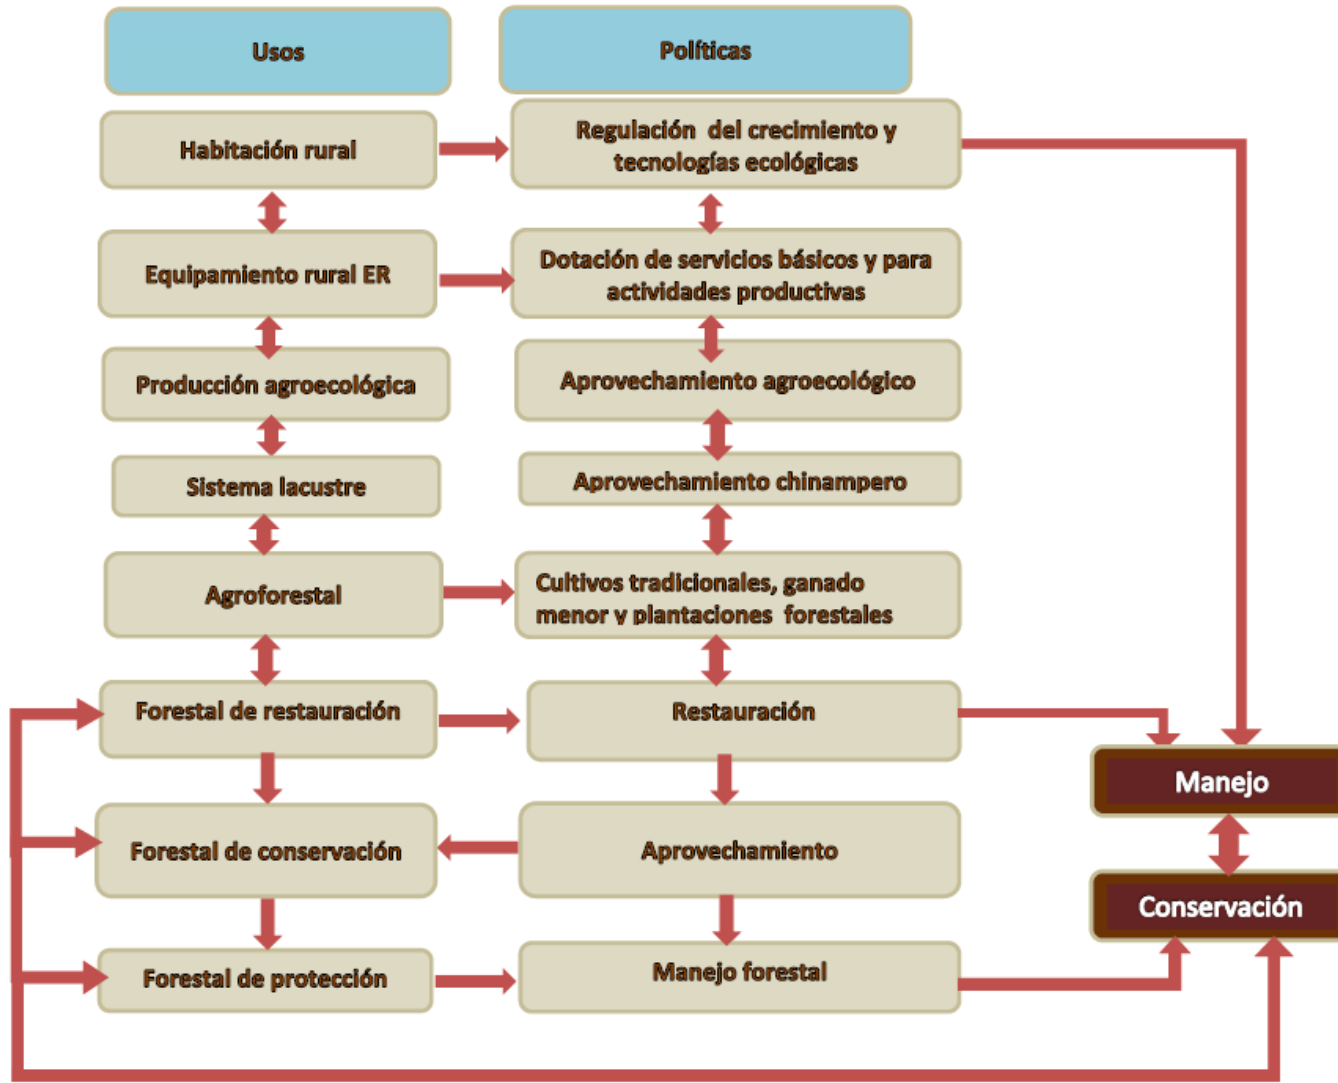 Usos
Políticas
Habitación rural
Regulación del crecimiento y
tecnologías ecológicas
Equipamiento rural ER
Dotación de servicios básicos y para
actividades productivas
Producción agroecológica
Aprovechamiento agroecológico
Sistema lacustre
Aprovechamiento chinampero
Agroforestal
Cultivos tradicionales, ganado
menor y plantaciones forestales
Forestal de restauración
Restauración
Manejo
Forestal de conservación
Aprovechamiento
Conservación
Forestal de protección
Manejo forestal